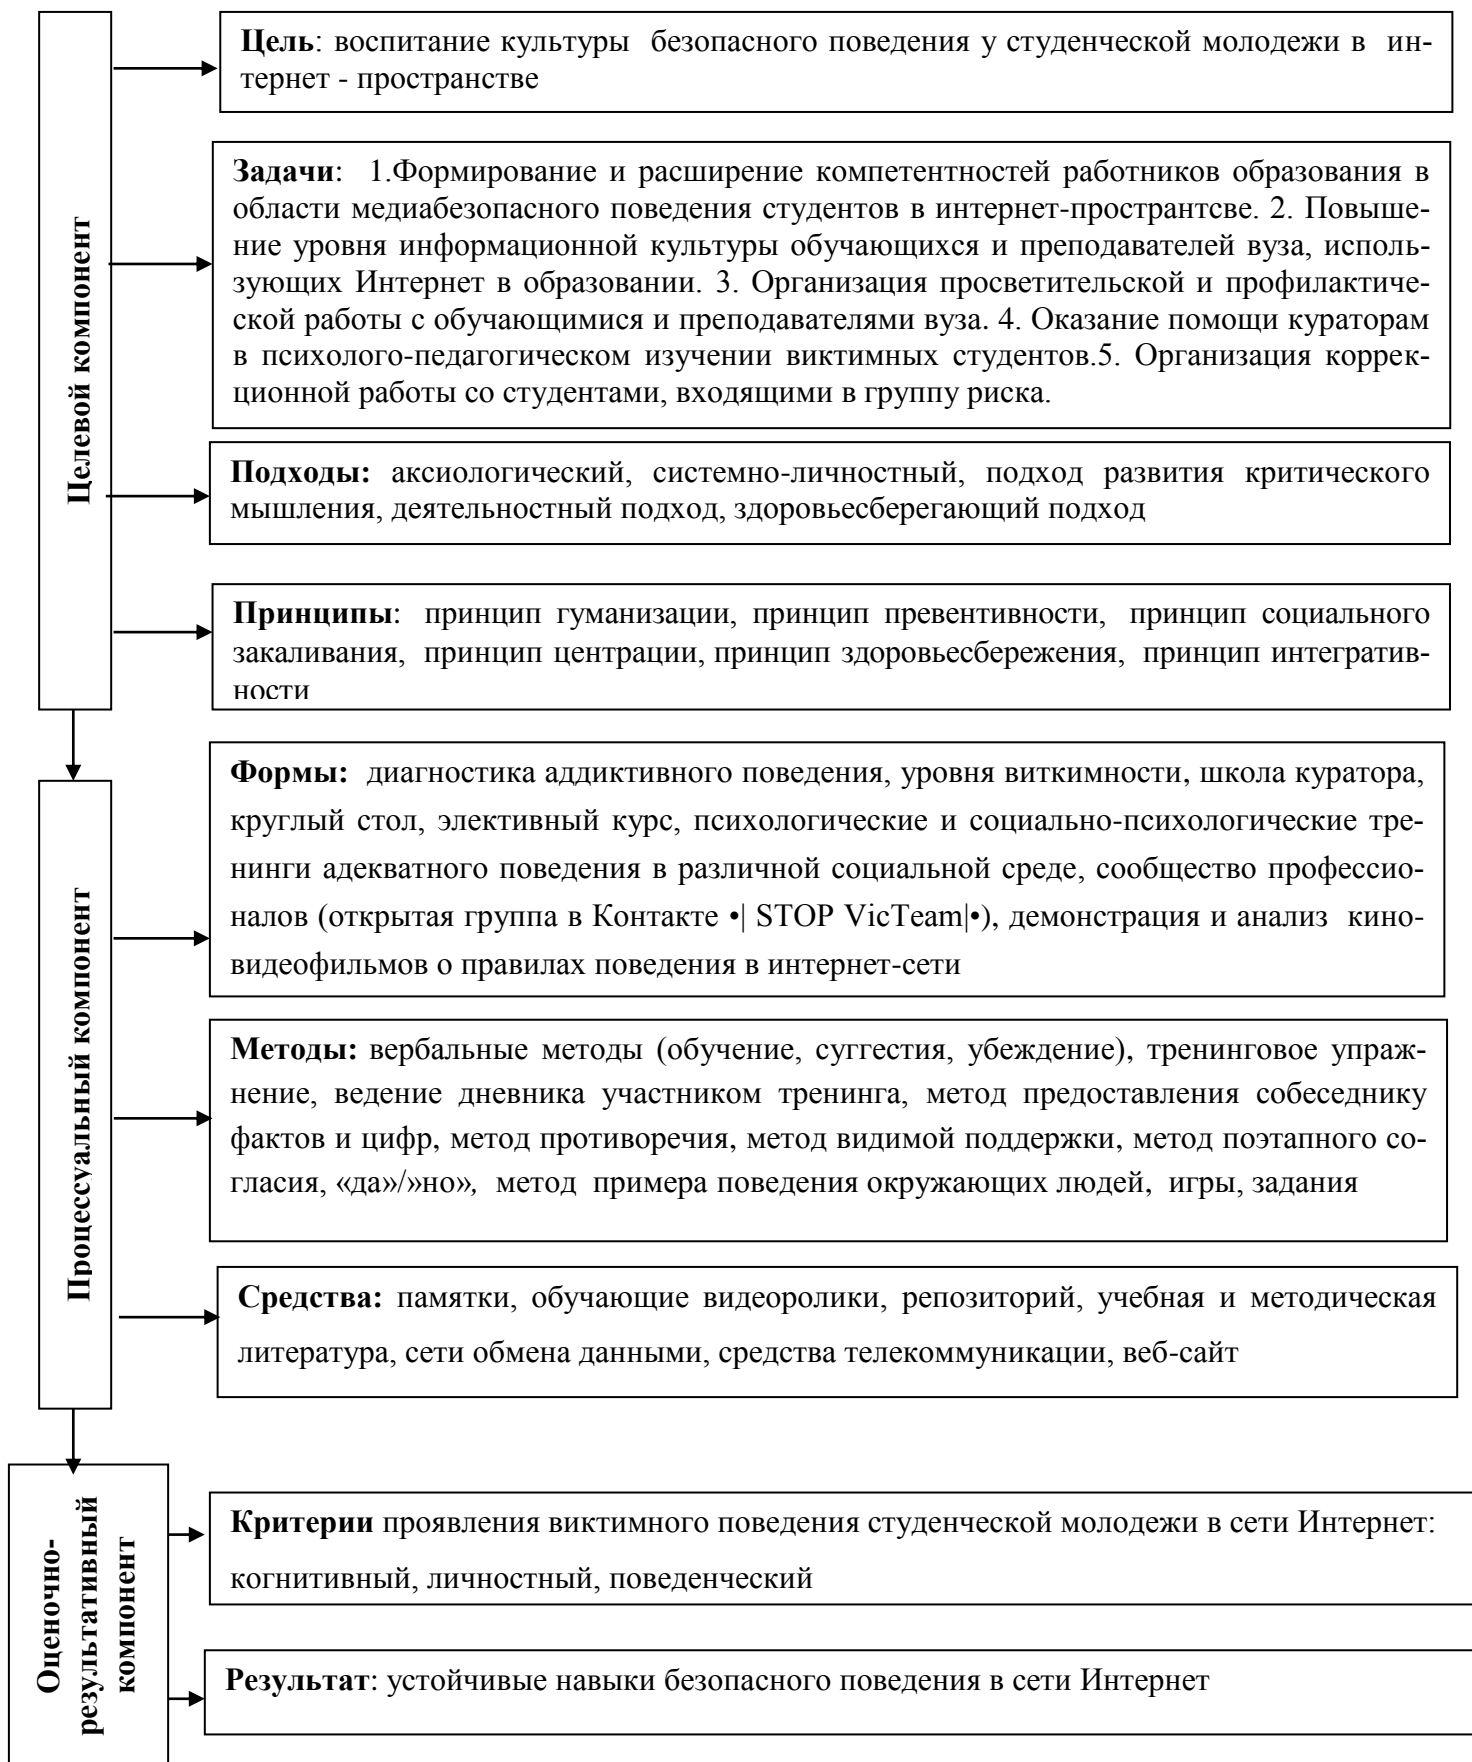 Целевой компонент
Цель: воспитание культуры безопасного поведения у студенческой молодежи в ин-
тернет - пространстве
Задачи: 1.Формирование и расширение компетентностей работников образования в
области медиабезопасного поведения студентов в интернет-пространтсве. 2. Повыше-
ние уровня информационной культуры обучающихся и преподавателей вуза, исполь-
зующих Интернет в образовании. 3. Организация просветительской и профилактиче-
ской работы с обучающимися и преподавателями вуза. 4. Оказание помощи кураторам
в психолого-педагогическом изучении виктимных студентов.5. Организация коррек-
ционной работы со студентами, входящими в группу риска.
Подходы: аксиологический, системно-личностный, подход развития критического
мышления, деятельностный подход, здоровьесберегающий подход
Принципы: принцип гуманизации, принцип превентивности, принцип социального
закаливания, принцип центрации, принцип здоровьесбережения, принцип интегратив-
ности
Процессуальный компонент
Формы: диагностика аддиктивного поведения, уровня виткимности, школа куратора,
круглый стол, элективный курс, психологические и социально-психологические тре-
нинги адекватного поведения в различной социальной среде, сообщество профессио-
налов (открытая группа в Контакте •| STOP VicTeam|•), демонстрация и анализ кино-
видеофильмов о правилах поведения в интернет-сети
Методы: вербальные методы (обучение, суггестия, убеждение), тренинговое упраж-
нение, ведение дневника участником тренинга, метод предоставления собеседнику
фактов и цифр, метод противоречия, метод видимой поддержки, метод поэтапного со-
гласия, «да»/»но», метод примера поведения окружающих людей, игры, задания
Средства: памятки, обучающие видеоролики, репозиторий, учебная и методическая
литература, сети обмена данными, средства телекоммуникации, веб-сайт
Оценочно-
результативный
компонент
Критерии проявления виктимного поведения студенческой молодежи в сети Интернет:
когнитивный, личностный, поведенческий
Результат: устойчивые навыки безопасного поведения в сети Интернет